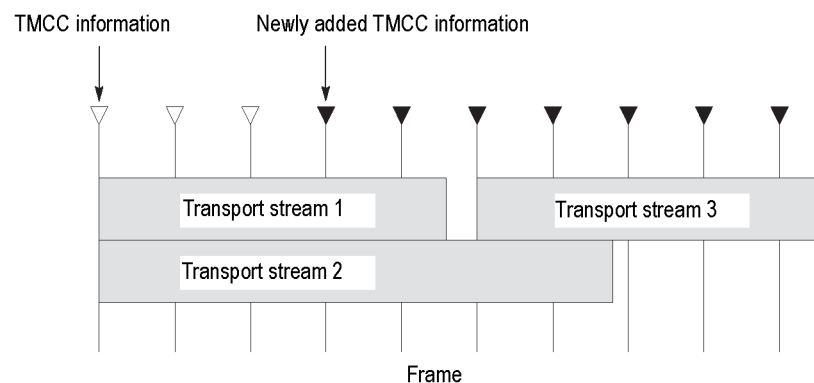 TMCC information
Newly added TMCC information
Transport stream 1
Transport stream 3
Transport stream 2
Frame